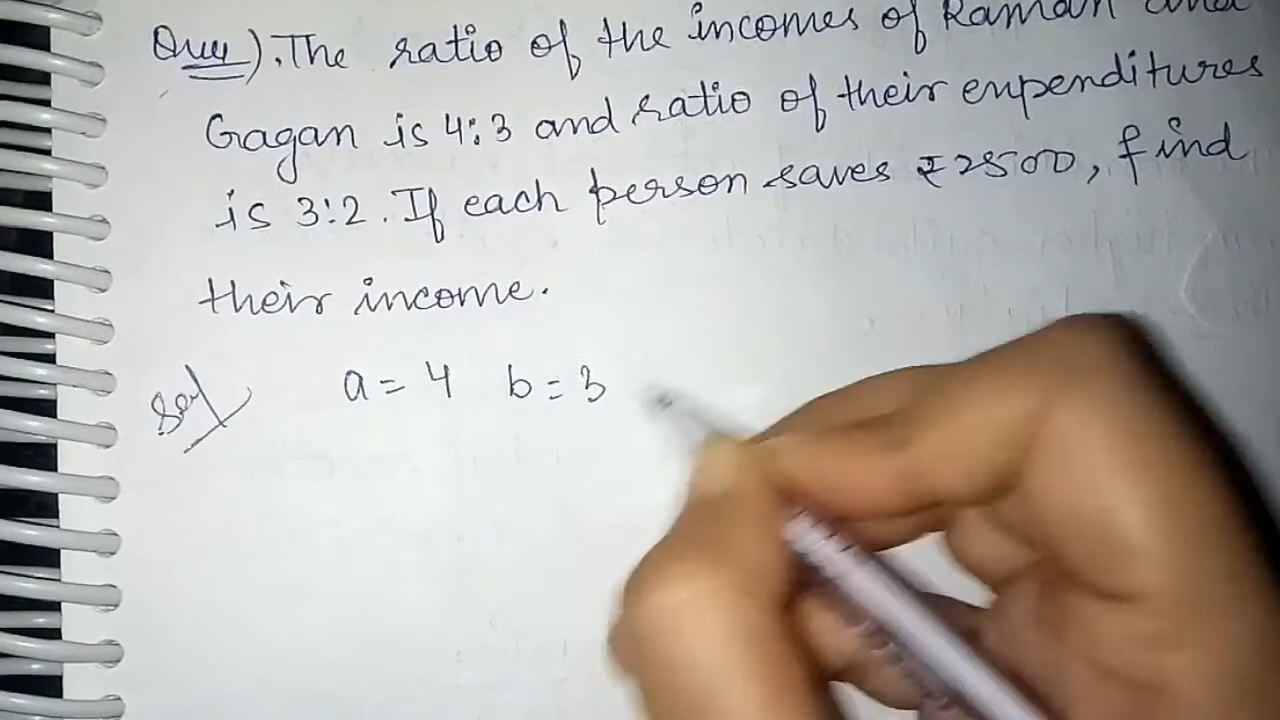 Que). The ratio of the incomes of Raman and
Gagan is 4:3 and ratio of their expenditures
is 3:2. If each person saves ₹2500, find
their income.
Sol a=4 b=3